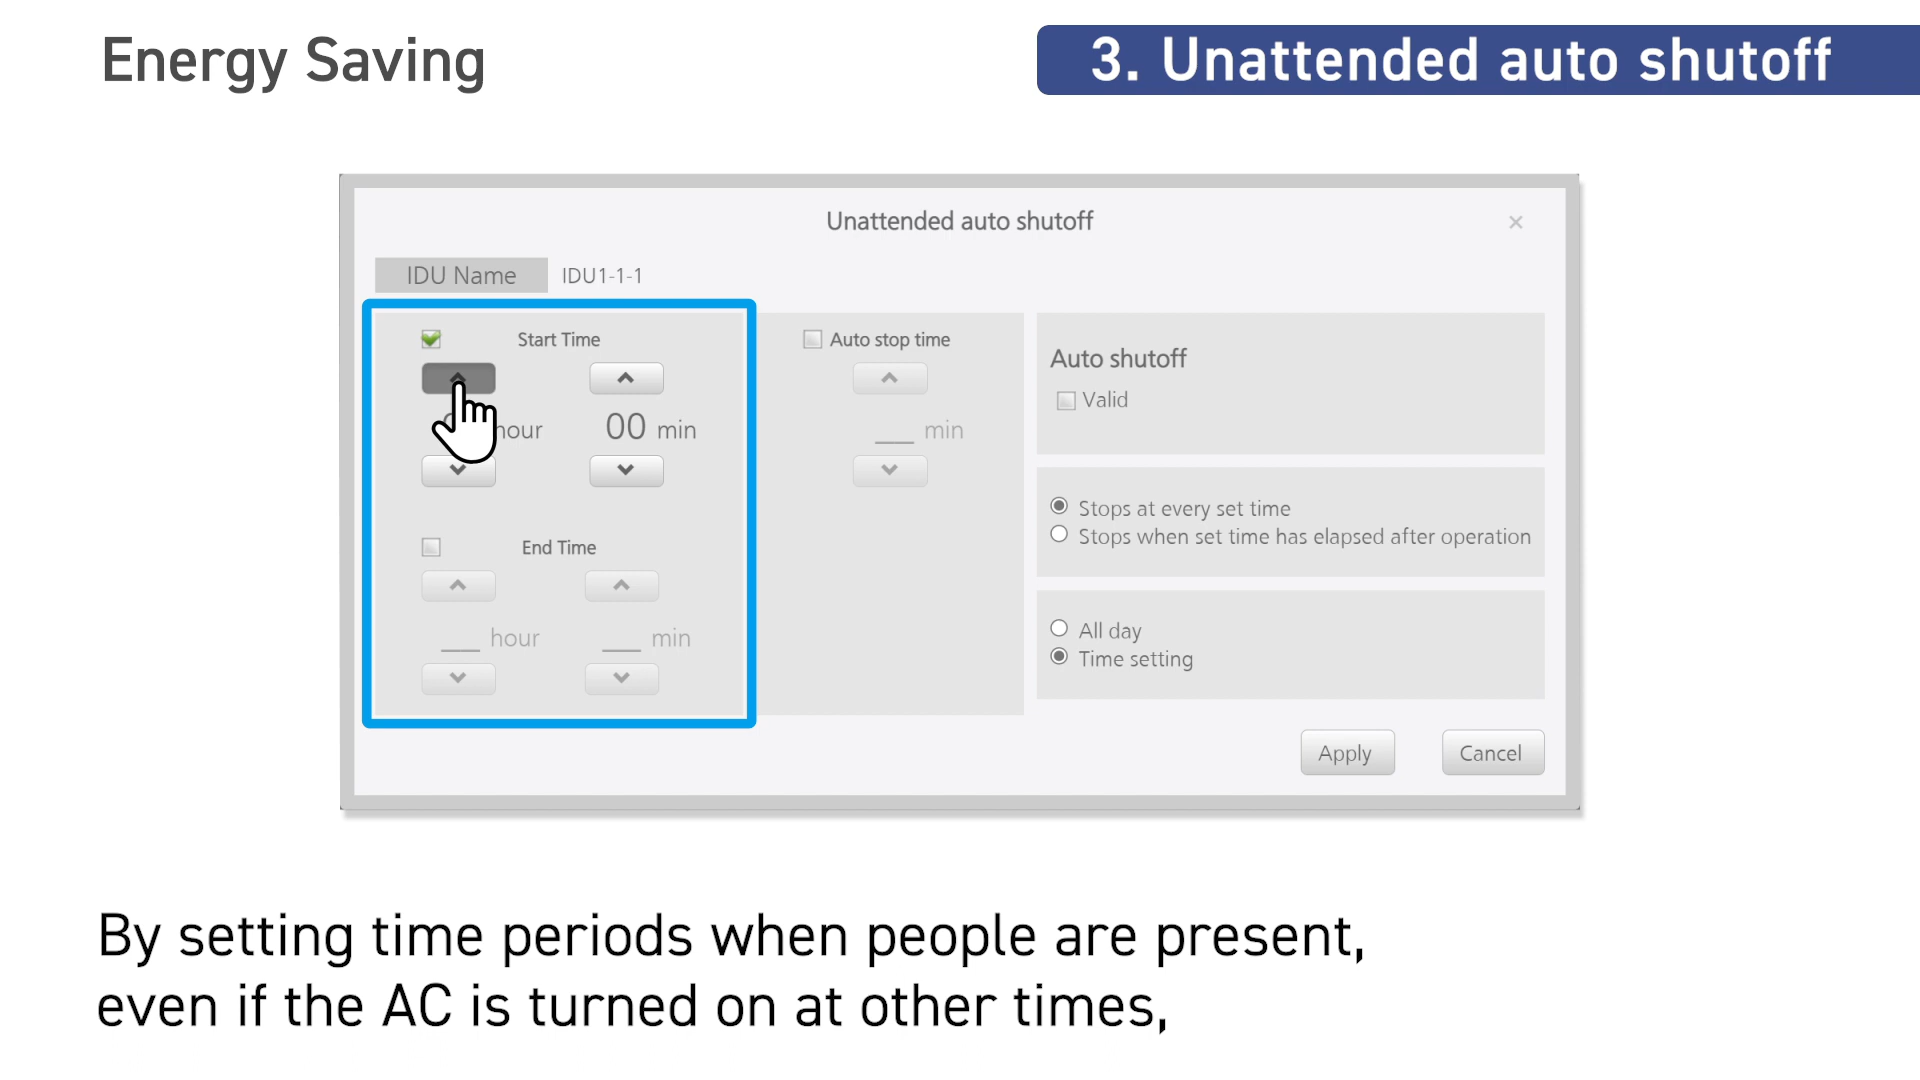 Energy Saving
3. Unattended auto shutoff
Unattended auto shutoff
IDU Name IDU1-1-1
Start Time
hour 00 min
End Time
__ hour __ min
Auto stop time
__ min
Auto shutoff
Valid
Stops at every set time
Stops when set time has elapsed after operation
All day
Time setting
Apply Cancel
By setting time periods when people are present,
even if the AC is turned on at other times,